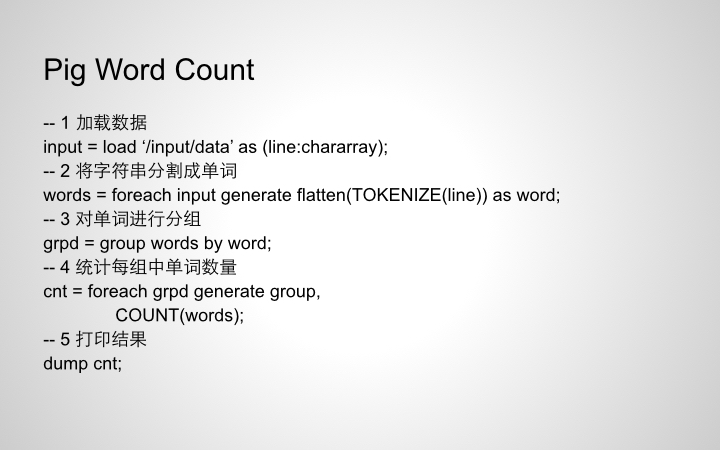 Pig Word Count
-- 1 加载数据
input = load ‘/input/data’ as (line:chararray);
-- 2 将字符串分割成单词
words = foreach input generate flatten(TOKENIZE(line)) as word;
-- 3 对单词进行分组
grpd = group words by word;
-- 4 统计每组中单词数量
cnt = foreach grpd generate group,
COUNT(words);
-- 5 打印结果
dump cnt;